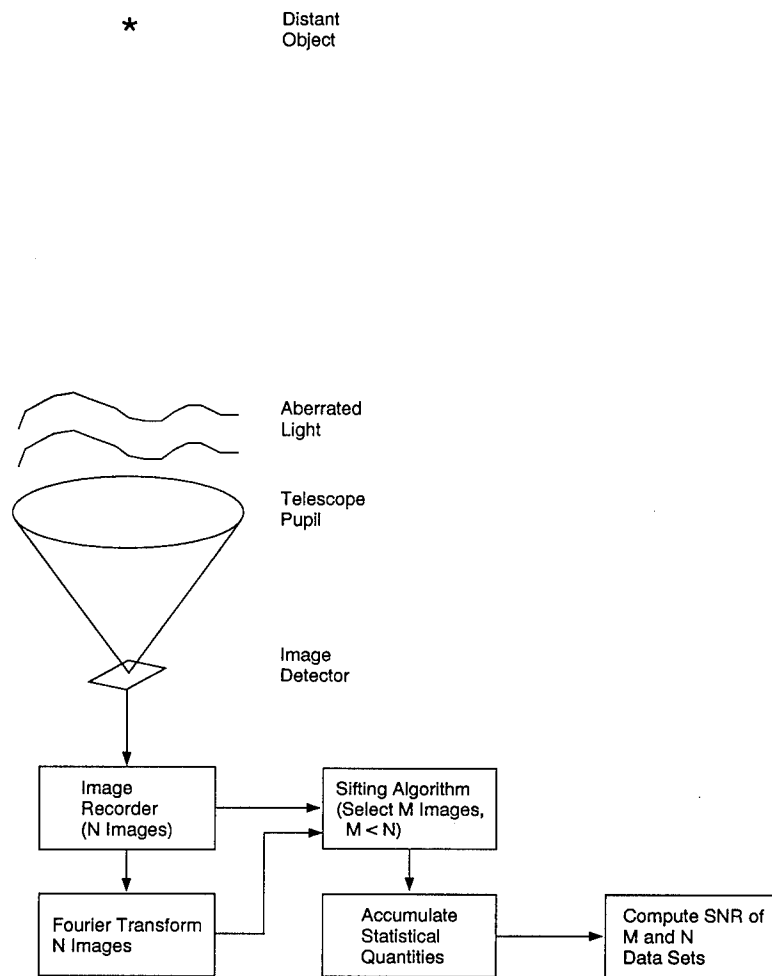 Distant
Object
Aberrated
Light
Telescope
Pupil
Image
Detector
Image
Recorder
(N Images)
Sifting Algorithm
(Select M Images,
M < N)
Fourier Transform
N Images
Accumulate
Statistical
Quantities
Compute SNR of
M and N
Data Sets